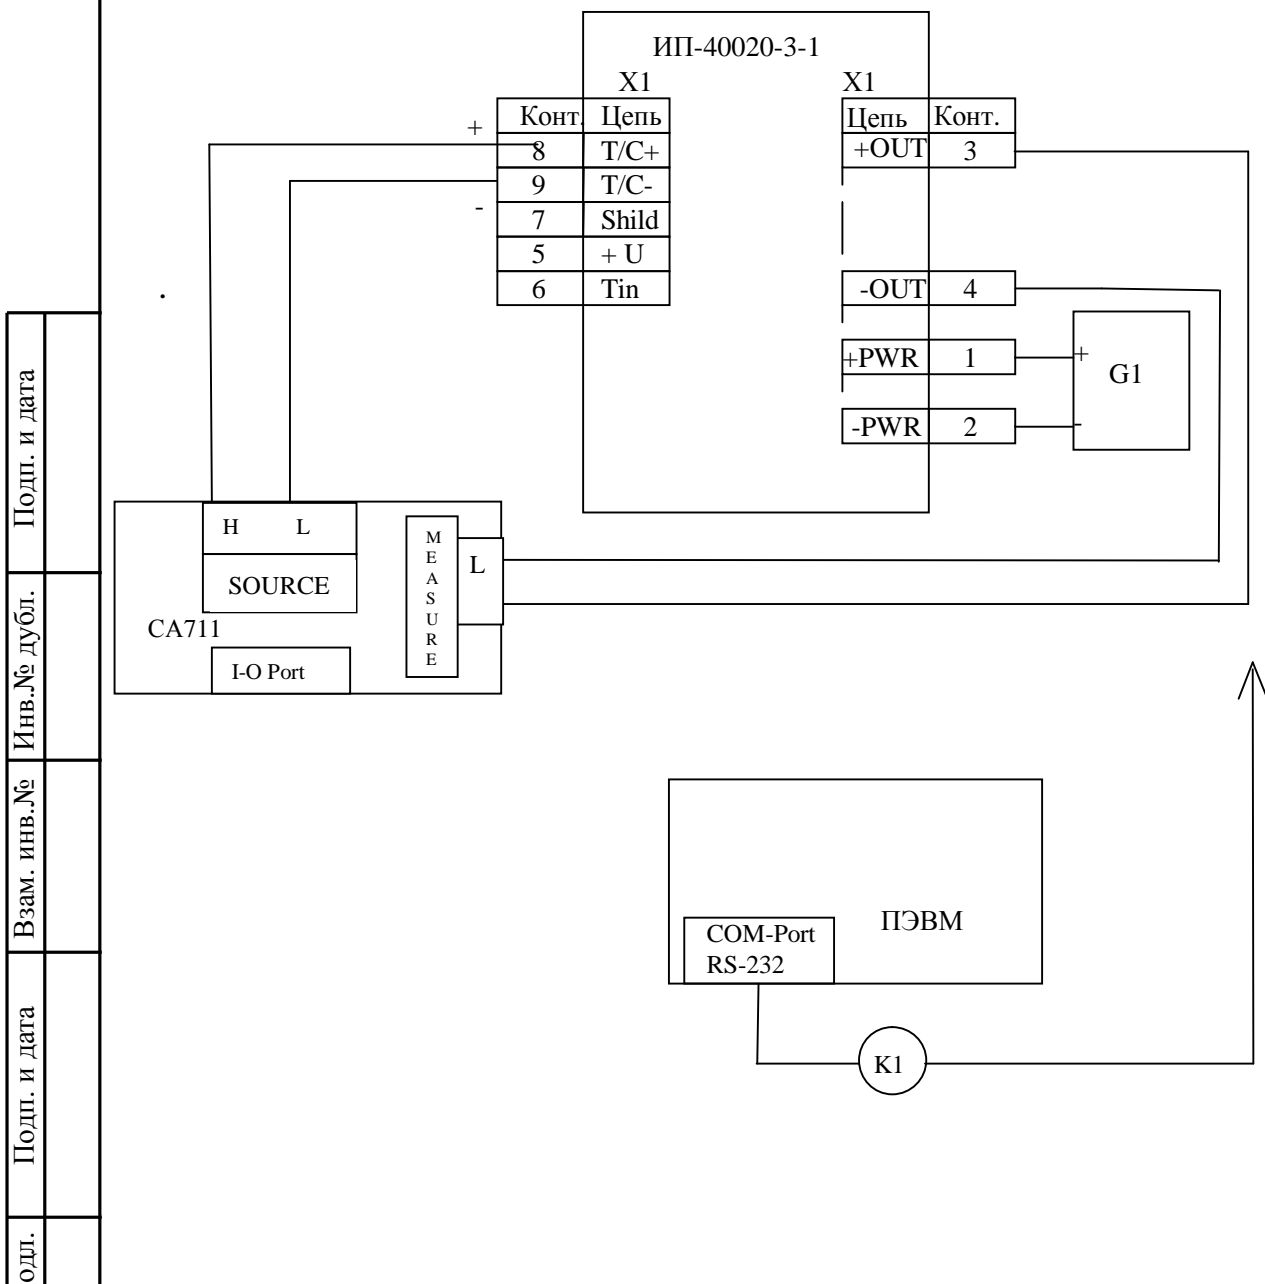 ИП-40020-3-1
X1
X1
Конт. Цепь
Цепь Конт.
+
8 T/C+
+OUT 3
9 T/C-
-
7 Shild
5 + U
6 Tin
-OUT 4
+PWR 1
+
G1
-PWR 2
-
H L
SOURCE
CA711
I-O Port
MEASURE
L
ПЭВМ
COM-Port
RS-232
K1
Подп. и дата
Инв.№ дубл.
Взам. инв.№
Подп. и дата
одл.